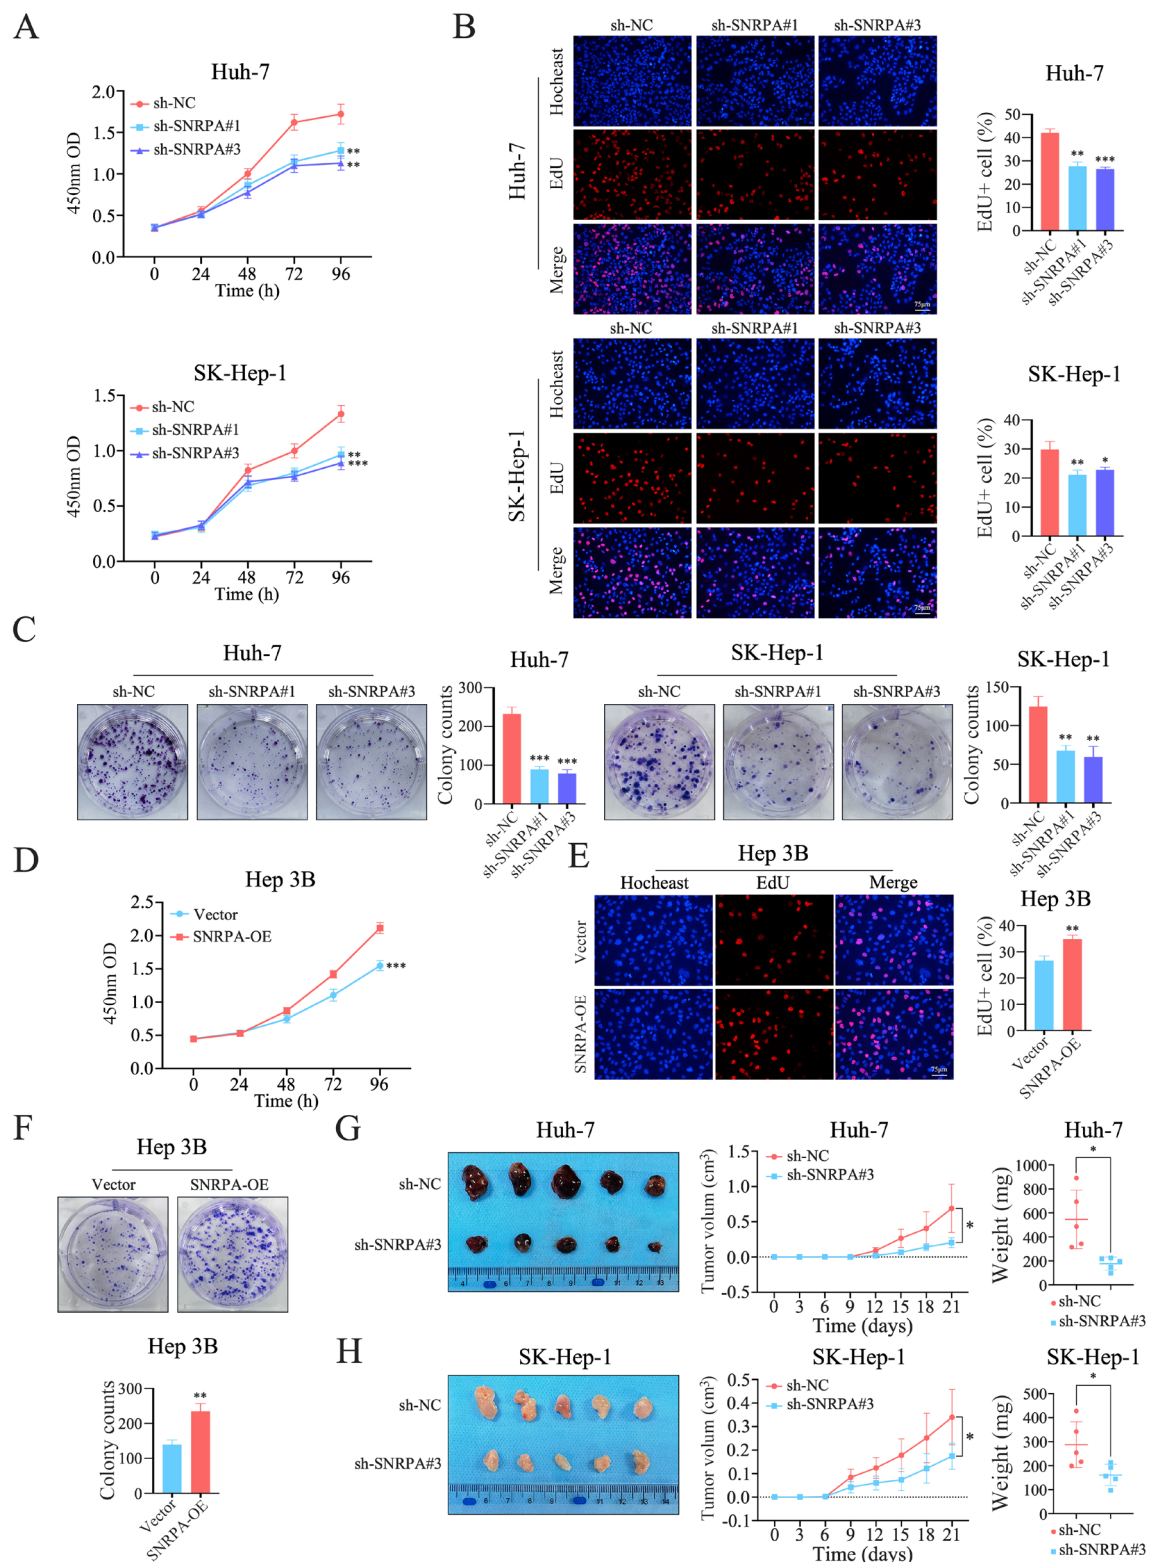 A
Huh-7
450nm OD
2.0
1.5
1.0
0.5
0.0
sh-NC
sh-SNRPA#1
sh-SNRPA#3
**
**
0 24 48 72 96
Time (h)
SK-Hep-1
450nm OD
1.5
1.0
0.5
0.0
sh-NC
sh-SNRPA#1
sh-SNRPA#3
**
***
0 24 48 72 96
Time (h)
B
sh-NC sh-SNRPA#1 sh-SNRPA#3
Huh-7
Hocheast
EdU
Merge
75μm
Huh-7
EdU+ cell (%)
50
40
30
20
10
0
** ***
sh-NC
sh-SNRPA#1
sh-SNRPA#3
sh-NC sh-SNRPA#1 sh-SNRPA#3
SK-Hep-1
Hocheast
EdU
Merge
75μm
SK-Hep-1
EdU+ cell (%)
40
30
20
10
0
** *
sh-NC
sh-SNRPA#1
sh-SNRPA#3
C
Huh-7
sh-NC sh-SNRPA#1 sh-SNRPA#3
Huh-7
Colony counts
300
200
100
0
*** ***
sh-NC
sh-SNRPA#1
sh-SNRPA#3
SK-Hep-1
sh-NC sh-SNRPA#1 sh-SNRPA#3
SK-Hep-1
Colony counts
150
100
50
0
** **
sh-NC
sh-SNRPA#1
sh-SNRPA#3
D
Hep 3B
450nm OD
2.5
2.0
1.5
1.0
0.5
0.0
Vector
SNRPA-OE
***
0 24 48 72 96
Time (h)
E
Hep 3B
Hocheast EdU Merge
Vector
SNRPA-OE
75μm
Hep 3B
EdU+ cell (%)
40
30
20
10
0
**
Vector
SNRPA-OE
F
Hep 3B
Vector SNRPA-OE
Hep 3B
Colony counts
300
200
100
0
**
Vector
SNRPA-OE
G
Huh-7
sh-NC
sh-SNRPA#3
4 6 8 9 11 12 13
Huh-7
Tumor volum (cm³)
1.5
1.0
0.5
0.0
-0.5
sh-NC
sh-SNRPA#3
*
0 3 6 9 12 15 18 21
Time (days)
Huh-7
Weight (mg)
1000
800
600
400
200
0
*
sh-NC
sh-SNRPA#3
H
SK-Hep-1
sh-NC
sh-SNRPA#3
6 8 9 11 12 13 14
SK-Hep-1
Tumor volum (cm³)
0.5
0.4
0.3
0.2
0.1
0.0
-0.1
sh-NC
sh-SNRPA#3
*
0 3 6 9 12 15 18 21
Time (days)
SK-Hep-1
Weight (mg)
500
400
300
200
100
0
*
sh-NC
sh-SNRPA#3